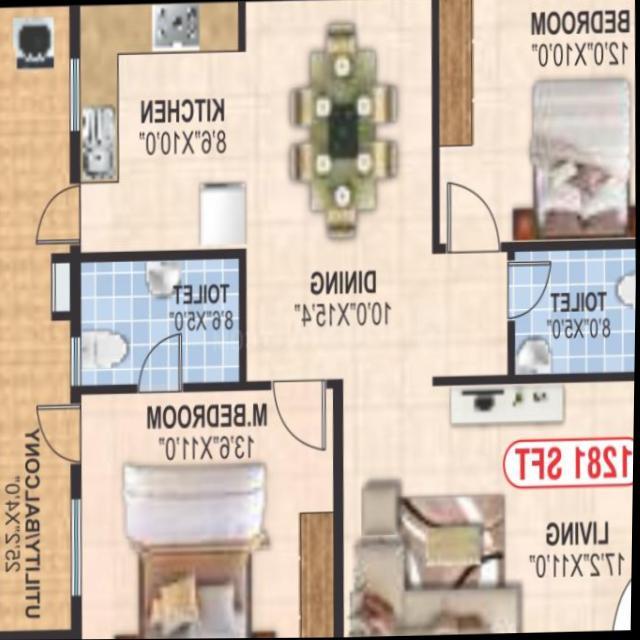 BEDROOM
12'0"X10'0"
KITCHEN
8'6"X10'0"
DINING
10'0"X15'4"
TOILET
8'6"X5'0"
TOILET
8'0"X5'0"
M.BEDROOM
13'6"X11'0"
1281 SFT
LIVING
17'2"X11'0"
UTILITY/BALCONY
25'2"X4'0"